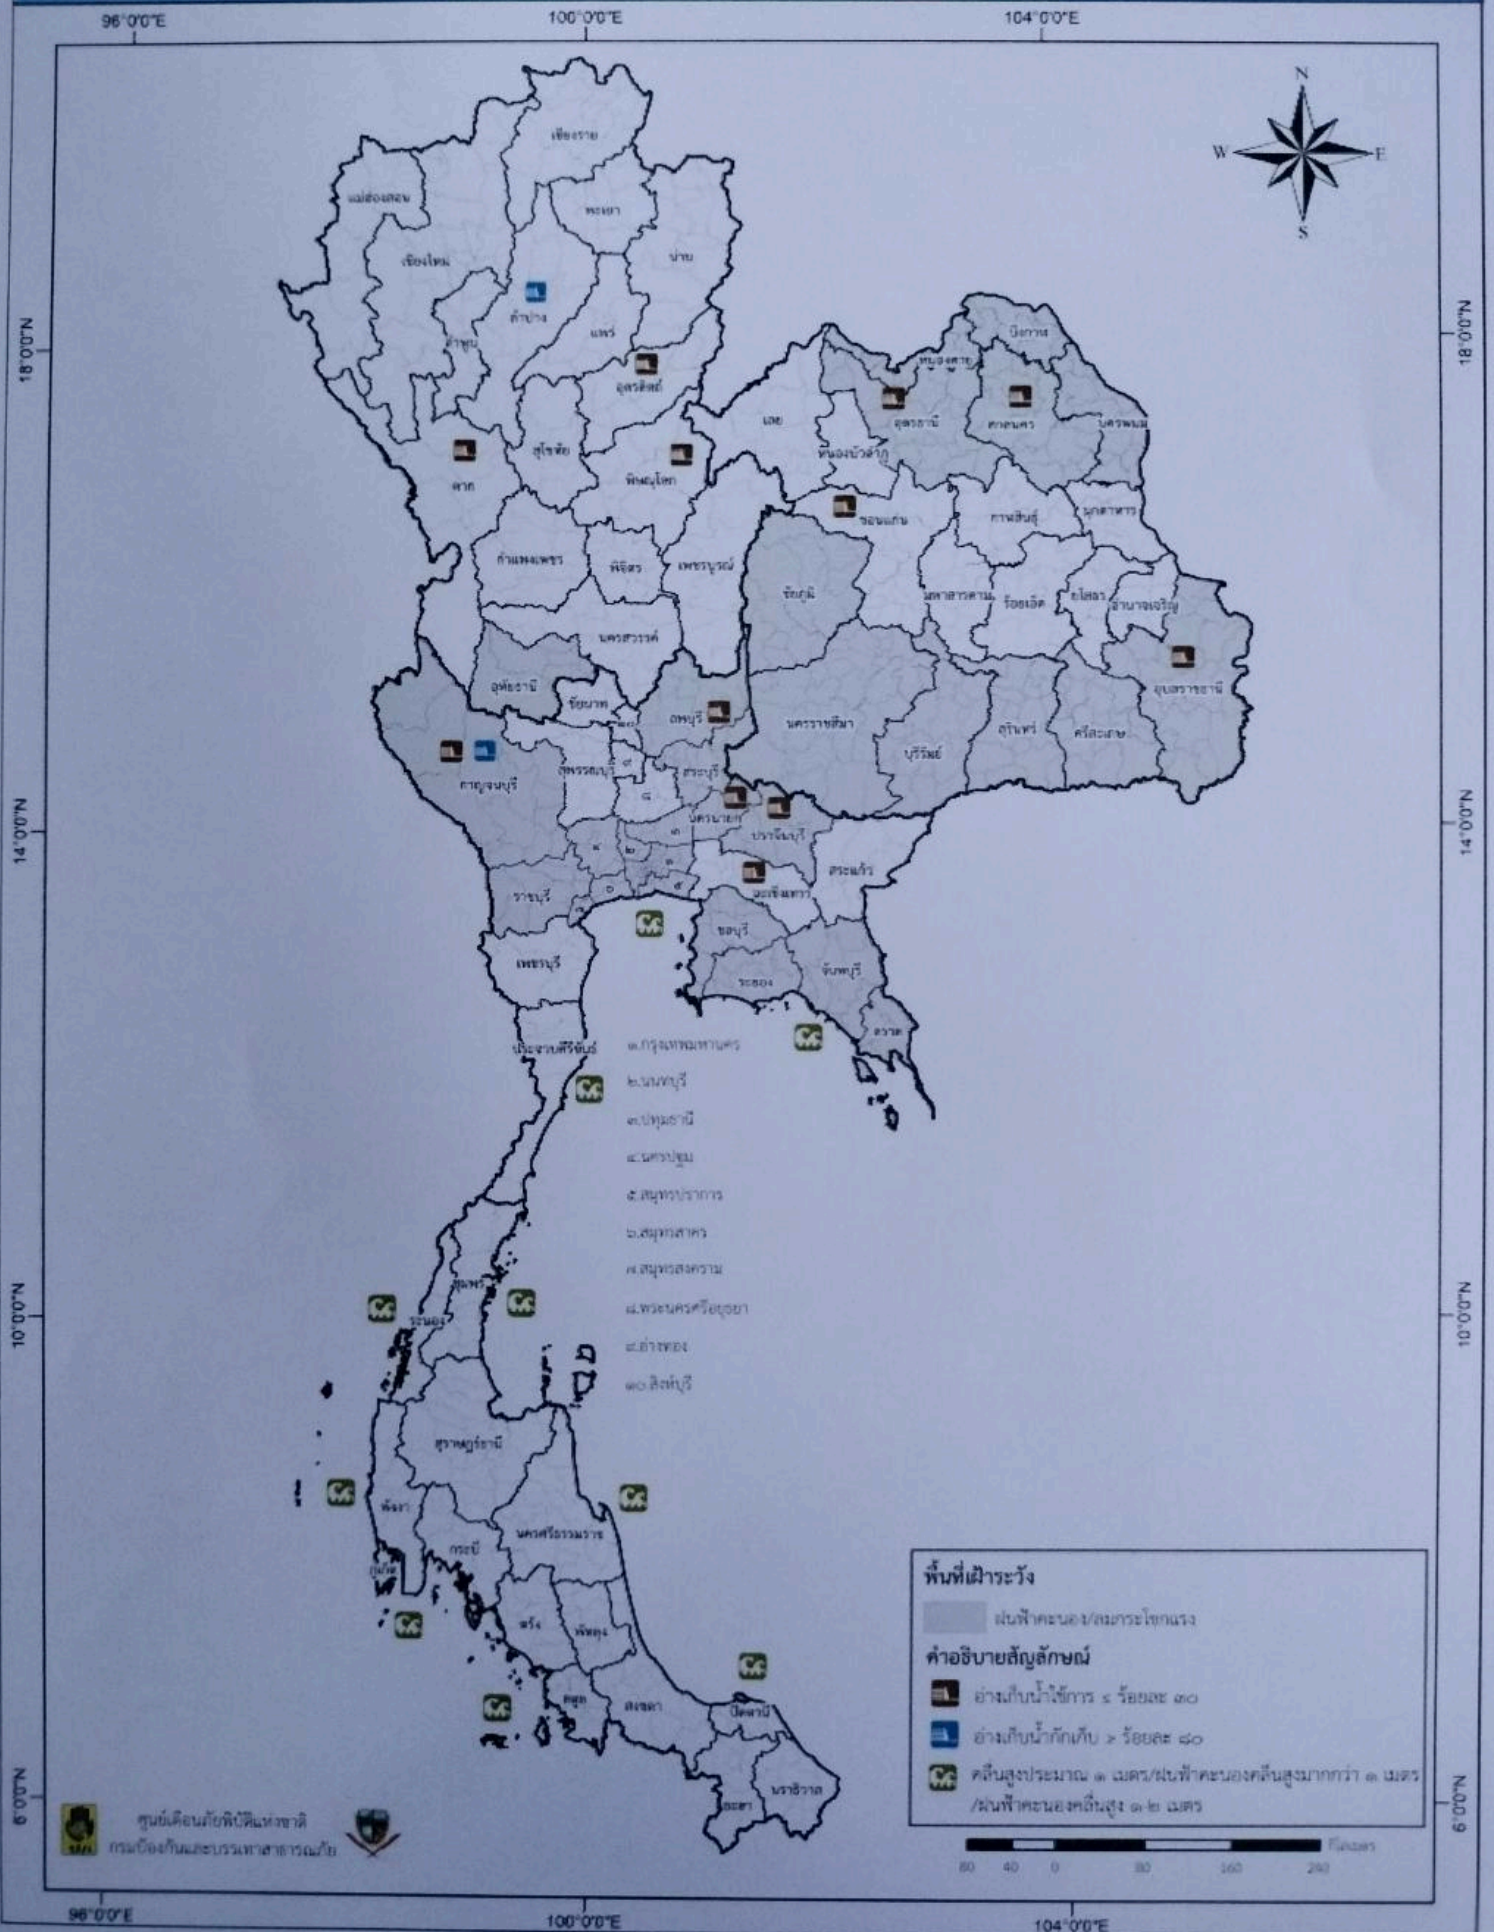 96°0'0"E 100°0'0"E 104°0'0"E
N
W E
S
เชียงราย
แม่ฮ่องสอน
พะเยา
เชียงใหม่
น่าน
ลำปาง
แพร่
ลำพูน
บึงกาฬ
หนองคาย
18°0'0"N
18°0'0"N
อุตรดิตถ์
เลย
อุดรธานี
สกลนคร
นครพนม
สุโขทัย
หนองบัวลำภู
ตาก
พิษณุโลก
ขอนแก่น
กาฬสินธุ์
มุกดาหาร
กำแพงเพชร
พิจิตร
เพชรบูรณ์
ชัยภูมิ
มหาสารคาม
ร้อยเอ็ด
ยโสธร
อำนาจเจริญ
นครสวรรค์
อุทัยธานี
ชัยนาท
อุบลราชธานี
๑๐
ลพบุรี
นครราชสีมา
บุรีรัมย์
สุรินทร์
ศรีสะเกษ
กาญจนบุรี
สุพรรณบุรี
๙
สระบุรี
๘
14°0'0"N
14°0'0"N
นครนายก
ปราจีนบุรี
๓
๔
๒
๑
สระแก้ว
ราชบุรี
๖
๕
ฉะเชิงเทรา
ชลบุรี
เพชรบุรี
ระยอง
จันทบุรี
ตราด
ประจวบคีรีขันธ์
๑.กรุงเทพมหานคร
๒.นนทบุรี
๓.ปทุมธานี
๔.นครปฐม
๕.สมุทรปราการ
๖.สมุทรสาคร
๗.สมุทรสงคราม
๘.พระนครศรีอยุธยา
๙.อ่างทอง
๑๐.สิงห์บุรี
ชุมพร
ระนอง
10°0'0"N
10°0'0"N
สุราษฎร์ธานี
พังงา
นครศรีธรรมราช
กระบี่
ภูเก็ต
ตรัง
พัทลุง
สตูล
สงขลา
ปัตตานี
ยะลา
นราธิวาส
พื้นที่เฝ้าระวัง
ฝนฟ้าคะนอง/ลมกระโชกแรง
คำอธิบายสัญลักษณ์
อ่างเก็บน้ำใช้การ ≤ ร้อยละ ๓๐
อ่างเก็บน้ำกักเก็บ > ร้อยละ ๘๐
คลื่นสูงประมาณ ๑ เมตร/ฝนฟ้าคะนองคลื่นสูงมากกว่า ๑ เมตร
/ฝนฟ้าคะนองคลื่นสูง ๑-๒ เมตร
6°0'0"N
6°0'0"N
ศูนย์เตือนภัยพิบัติแห่งชาติ
กรมป้องกันและบรรเทาสาธารณภัย
80 40 0 80 160 240
96°0'0"E 100°0'0"E 104°0'0"E